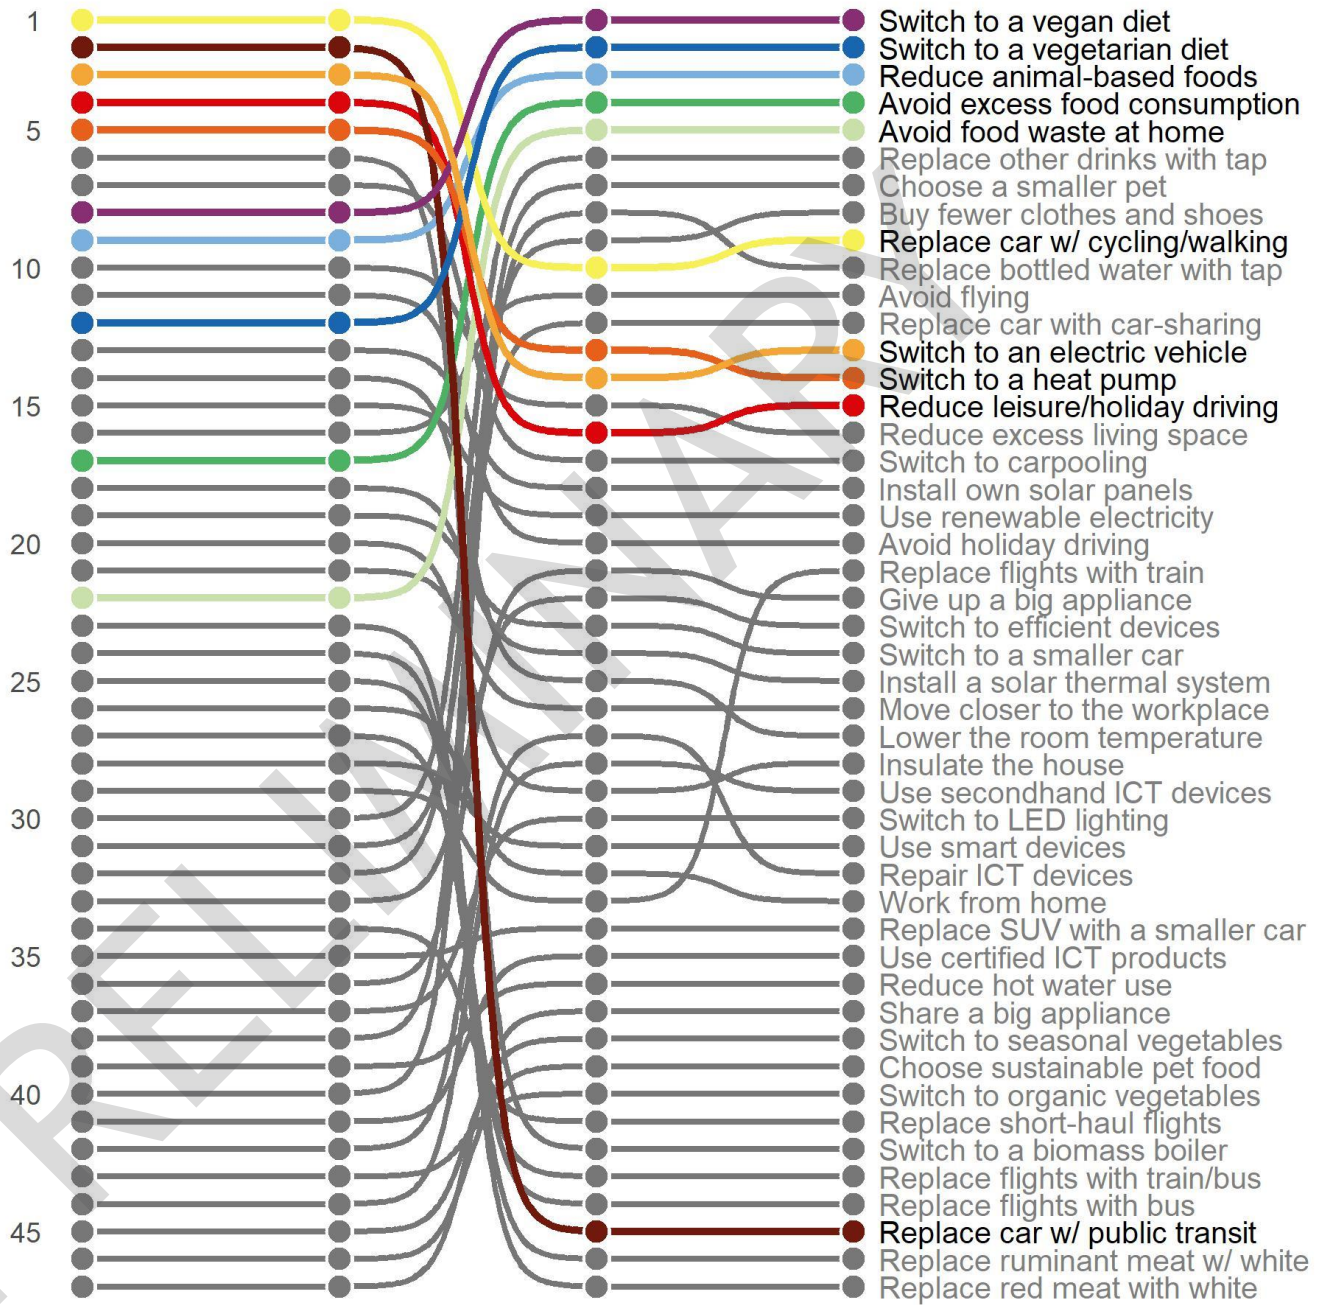 1
5
10
15
20
25
30
35
40
45
Switch to a vegan diet
Switch to a vegetarian diet
Reduce animal-based foods
Avoid excess food consumption
Avoid food waste at home
Replace other drinks with tap
Choose a smaller pet
Buy fewer clothes and shoes
Replace car w/ cycling/walking
Replace bottled water with tap
Avoid flying
Replace car with car-sharing
Switch to an electric vehicle
Switch to a heat pump
Reduce leisure/holiday driving
Reduce excess living space
Switch to carpooling
Install own solar panels
Use renewable electricity
Avoid holiday driving
Replace flights with train
Give up a big appliance
Switch to efficient devices
Switch to a smaller car
Install a solar thermal system
Move closer to the workplace
Lower the room temperature
Insulate the house
Use secondhand ICT devices
Switch to LED lighting
Use smart devices
Repair ICT devices
Work from home
Replace SUV with a smaller car
Use certified ICT products
Reduce hot water use
Share a big appliance
Switch to seasonal vegetables
Choose sustainable pet food
Switch to organic vegetables
Replace short-haul flights
Switch to a biomass boiler
Replace flights with train/bus
Replace flights with bus
Replace car w/ public transit
Replace ruminant meat w/ white
Replace red meat with white
PRELIMINARY